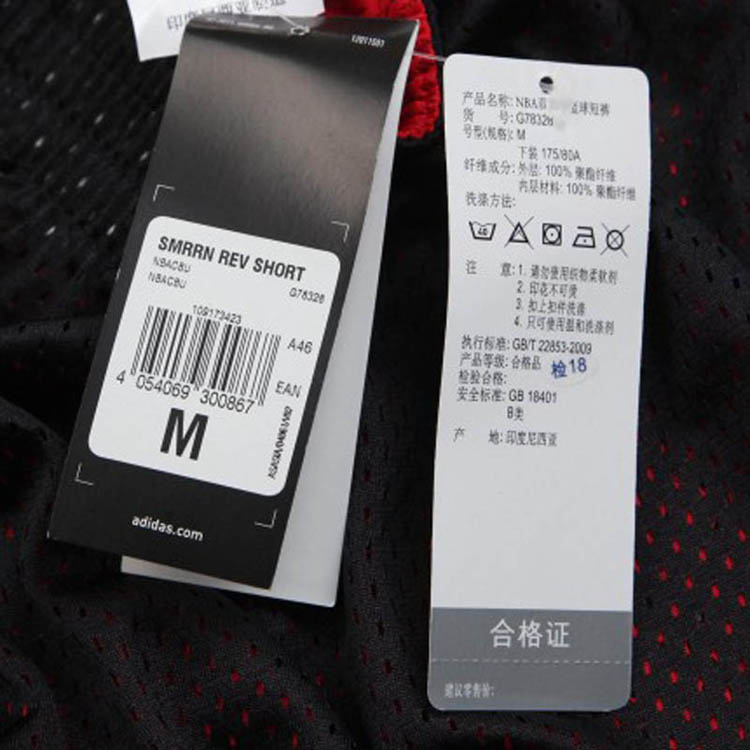 12011501
SMRRN REV SHORT
NBACBU
NBACBU
G78328
109173423
A46
4 054069 300867
EAN
M
adidas.com
产品名称: NBA 球短裤
货 号: G78328
号型(规格): M
下装 175/80A
纤维成分: 外层: 100% 聚酯纤维
内层材料: 100% 聚酯纤维
洗涤方法:
40
注 意: 1. 请勿使用织物柔软剂
2. 印花不可烫
3. 扣上扣件洗涤
4. 只可使用温和洗涤剂
执行标准: GB/T 22853-2009
产品等级: 合格品
检验合格: 检18
安全标准: GB 18401
B类
产 地: 印度尼西亚
合格证
建议零售价: